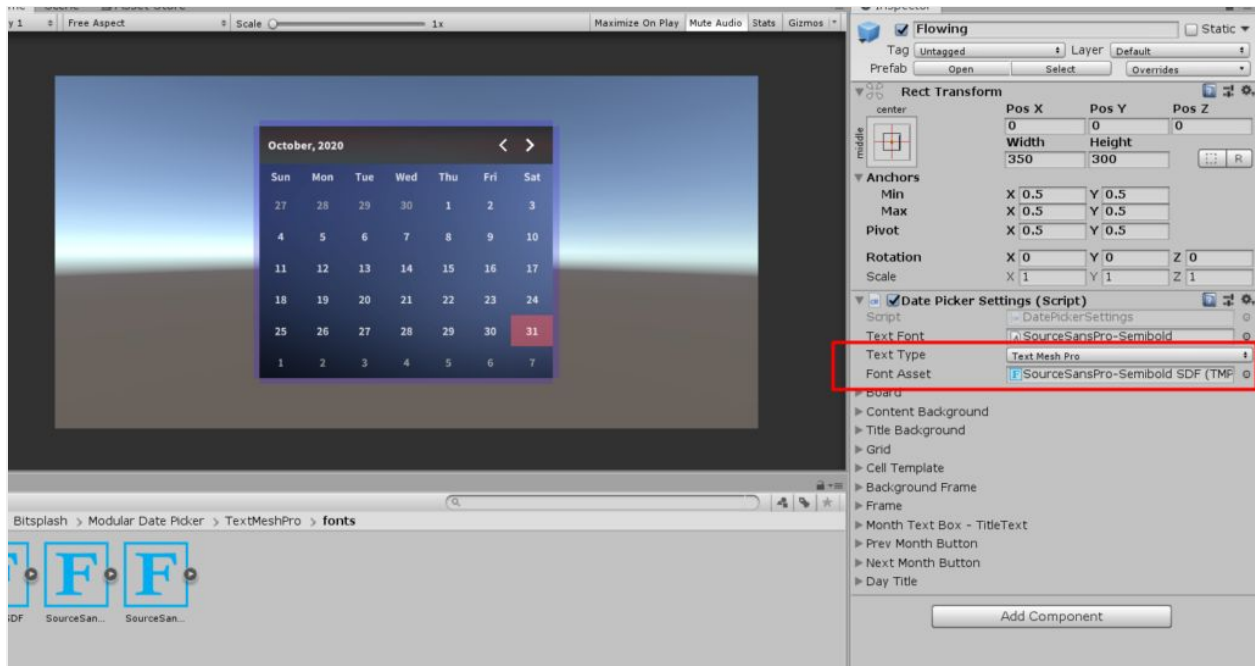 Free Aspect Scale 1x Maximize On Play Mute Audio Stats Gizmos
October, 2020
Sun Mon Tue Wed Thu Fri Sat
27 28 29 30 1 2 3
4 5 6 7 8 9 10
11 12 13 14 15 16 17
18 19 20 21 22 23 24
25 26 27 28 29 30 31
1 2 3 4 5 6 7
Bitsplash > Modular Date Picker > TextMeshPro > fonts
SDF SourceSan... SourceSan...
Flowing Static
Tag Untagged Layer Default
Prefab Open Select Overrides
Rect Transform
center Pos X Pos Y Pos Z
middle 0 0 0
Width Height
350 300 R
Anchors
Min X 0.5 Y 0.5
Max X 0.5 Y 0.5
Pivot X 0.5 Y 0.5
Rotation X 0 Y 0 Z 0
Scale X 1 Y 1 Z 1
Date Picker Settings (Script)
Script DatePickerSettings
Text Font SourceSansPro-Semibold
Text Type Text Mesh Pro
Font Asset SourceSansPro-Semibold SDF (TMP
Board
Content Background
Title Background
Grid
Cell Template
Background Frame
Frame
Month Text Box - TitleText
Prev Month Button
Next Month Button
Day Title
Add Component